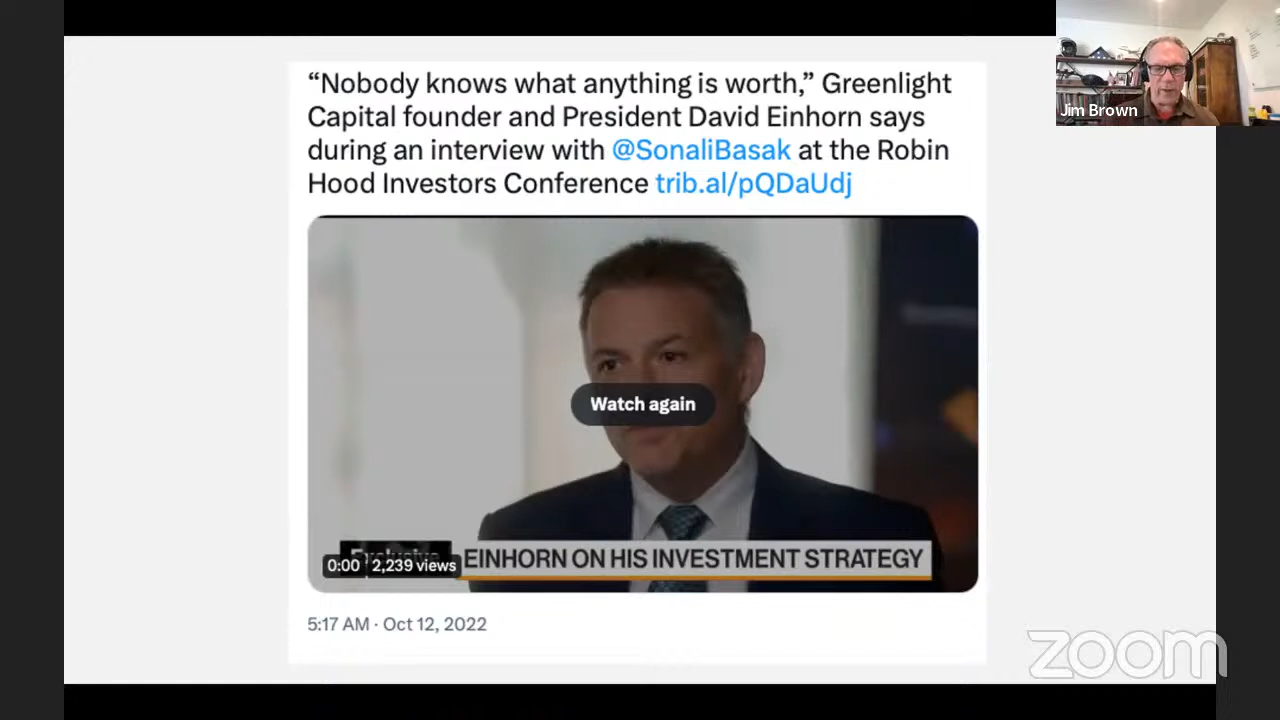 “Nobody knows what anything is worth,” Greenlight
Capital founder and President David Einhorn says
during an interview with @SonaliBasak at the Robin
Hood Investors Conference trib.al/pQDaUdj
Jim Brown
Watch again
Exclusive
EINHORN ON HIS INVESTMENT STRATEGY
0:00
2,239 views
5:17 AM · Oct 12, 2022
zoom